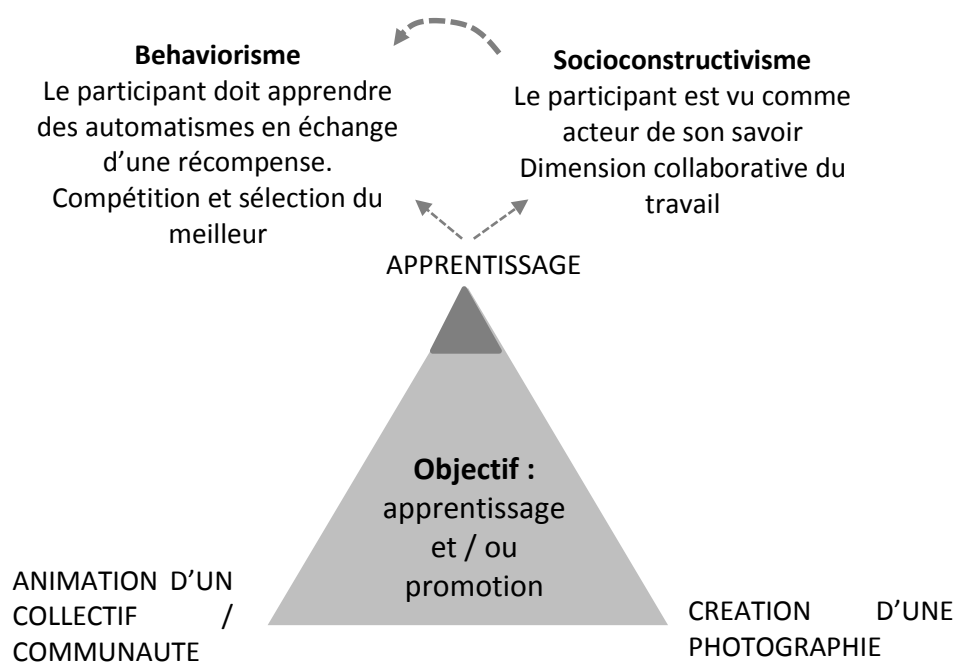 Behaviorisme
Le participant doit apprendre
des automatismes en échange
d’une récompense.
Compétition et sélection du
meilleur
Socioconstructivisme
Le participant est vu comme
acteur de son savoir
Dimension collaborative du
travail
APPRENTISSAGE
Objectif :
apprentissage
et / ou
promotion
ANIMATION D’UN
COLLECTIF /
COMMUNAUTE
CREATION D’UNE
PHOTOGRAPHIE